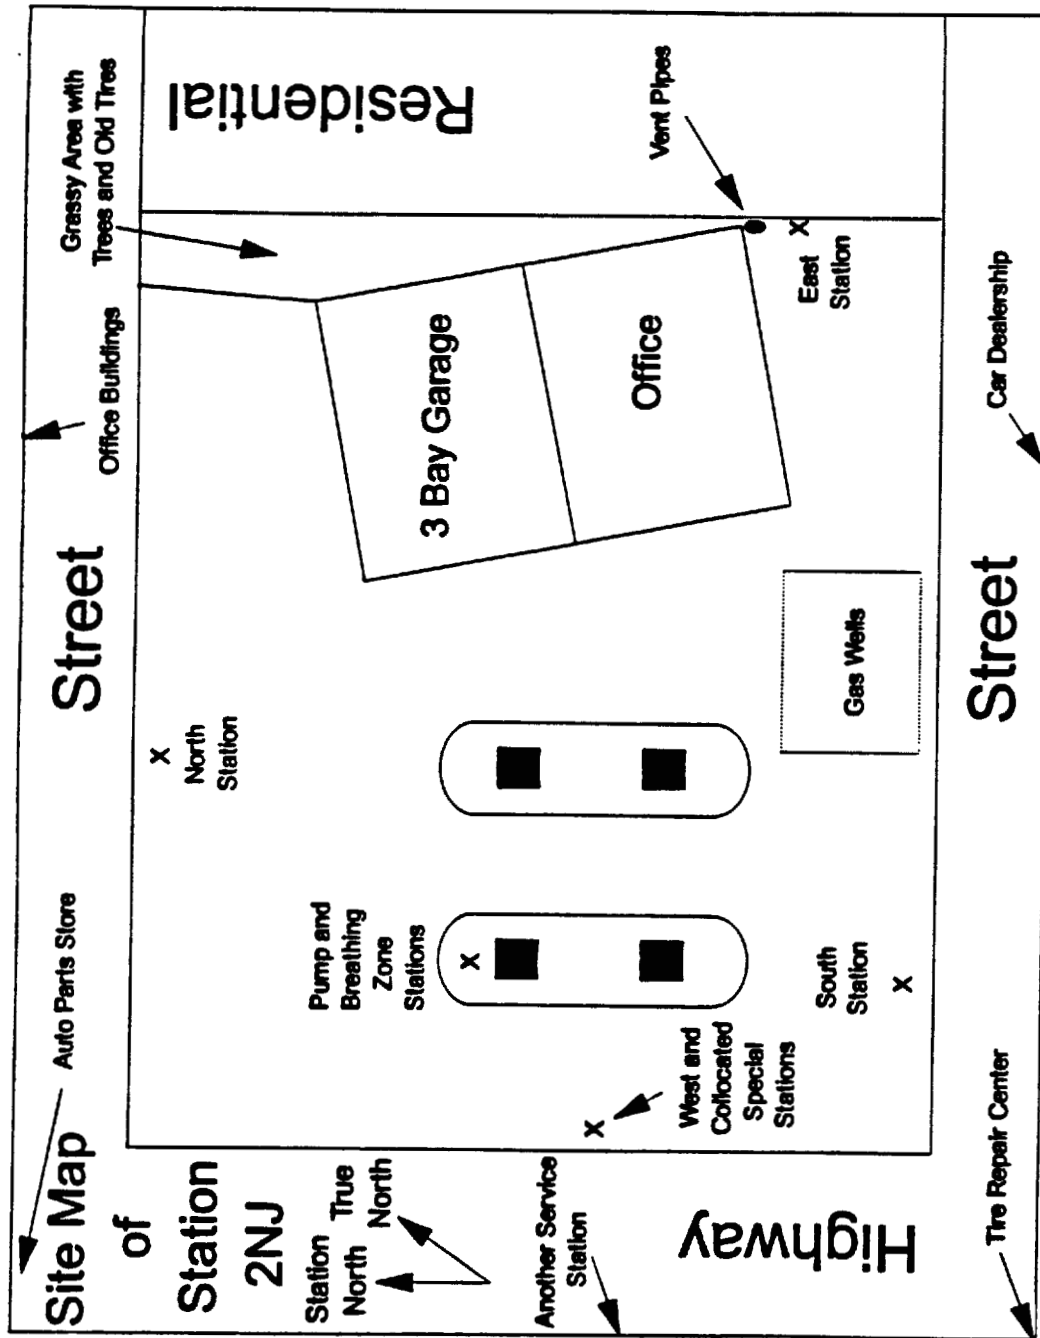 Site Map
of
Station
2NJ
Station
North
True
North
Auto Parts Store
Street
Office Buildings
Grassy Area with
Trees and Old Tires
Residential
North
Station
3 Bay Garage
Office
Vent Pipes
East
Station
Pump and
Breathing
Zone
Stations
Gas Wells
West and
Collocated
Special
Stations
South
Station
Highway
Another Service
Station
Tire Repair Center
Street
Car Dealership